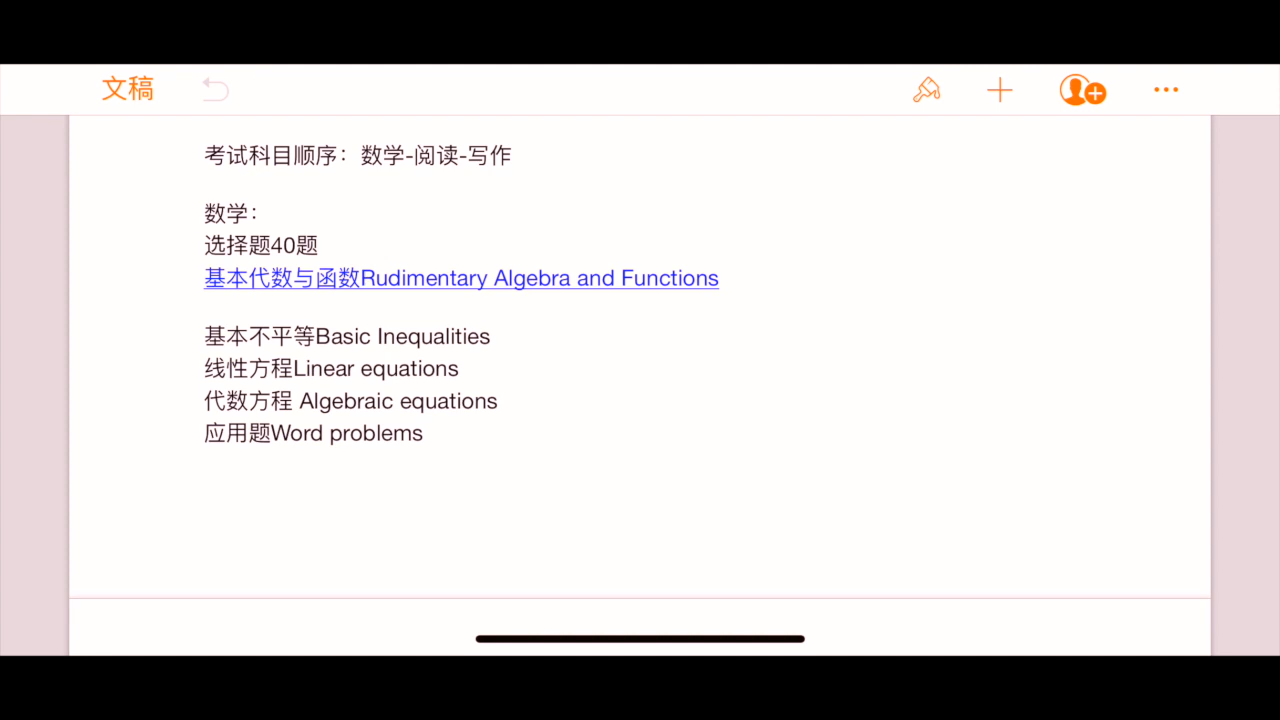 文稿
考试科目顺序：数学-阅读-写作
数学：
选择题40题
基本代数与函数Rudimentary Algebra and Functions
基本不平等Basic Inequalities
线性方程Linear equations
代数方程 Algebraic equations
应用题Word problems